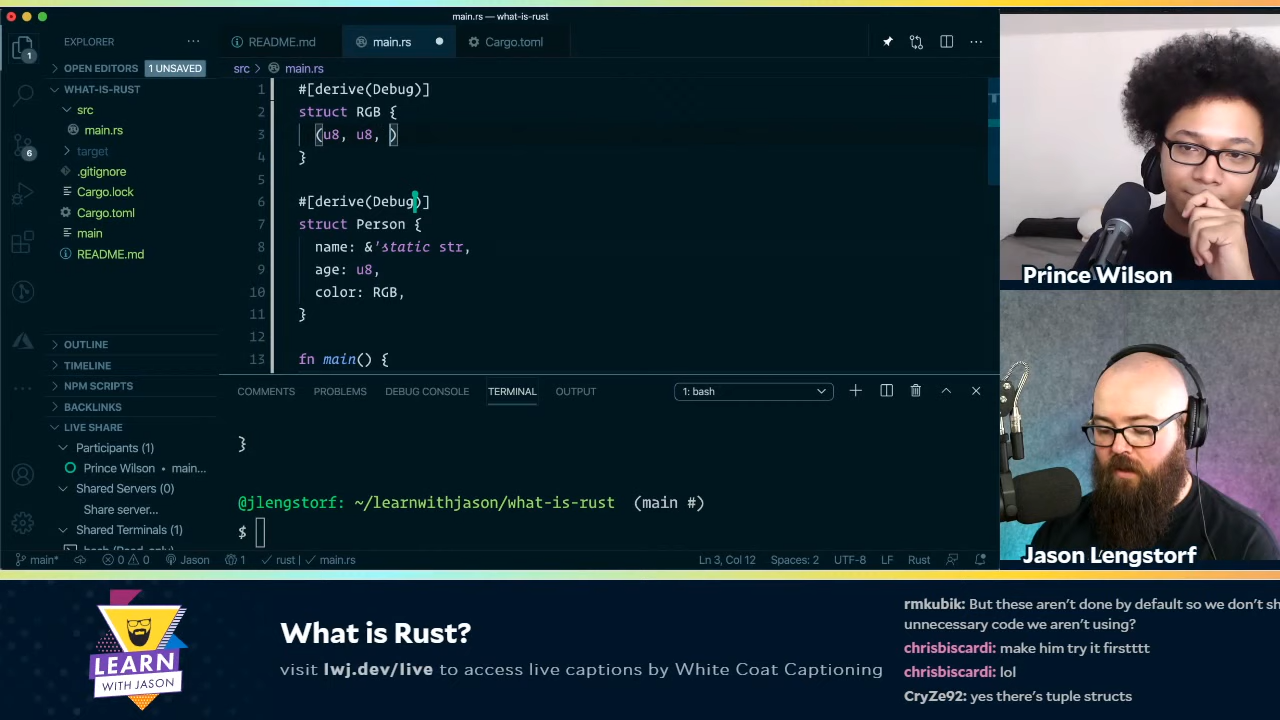 main.rs — what-is-rust
EXPLORER
README.md
main.rs
Cargo.toml
1
OPEN EDITORS
1 UNSAVED
src
main.rs
WHAT-IS-RUST
src
main.rs
target
.gitignore
Cargo.lock
Cargo.toml
main
README.md
6
1 #[derive(Debug)]
2 struct RGB {
3 (u8, u8, )
4 }
5
6 #[derive(Debug)]
7 struct Person {
8 name: &'static str,
9 age: u8,
10 color: RGB,
11 }
12
13 fn main() {
OUTLINE
TIMELINE
NPM SCRIPTS
BACKLINKS
LIVE SHARE
Participants (1)
Prince Wilson • main...
Shared Servers (0)
Share server...
Shared Terminals (1)
COMMENTS
PROBLEMS
DEBUG CONSOLE
TERMINAL
OUTPUT
1: bash
}
@jlengstorf: ~/learnwithjason/what-is-rust (main #)
$
main*
0
0
Jason
1
rust
main.rs
Ln 3, Col 12
Spaces: 2
UTF-8
LF
Rust
Prince Wilson
Jason Lengstorf
LEARN
WITH JASON
What is Rust?
visit lwj.dev/live to access live captions by White Coat Captioning
rmkubik: But these aren't done by default so we don't sh
unnecessary code we aren't using?
chrisbiscardi: make him try it firstttt
chrisbiscardi: lol
CryZe92: yes there's tuple structs